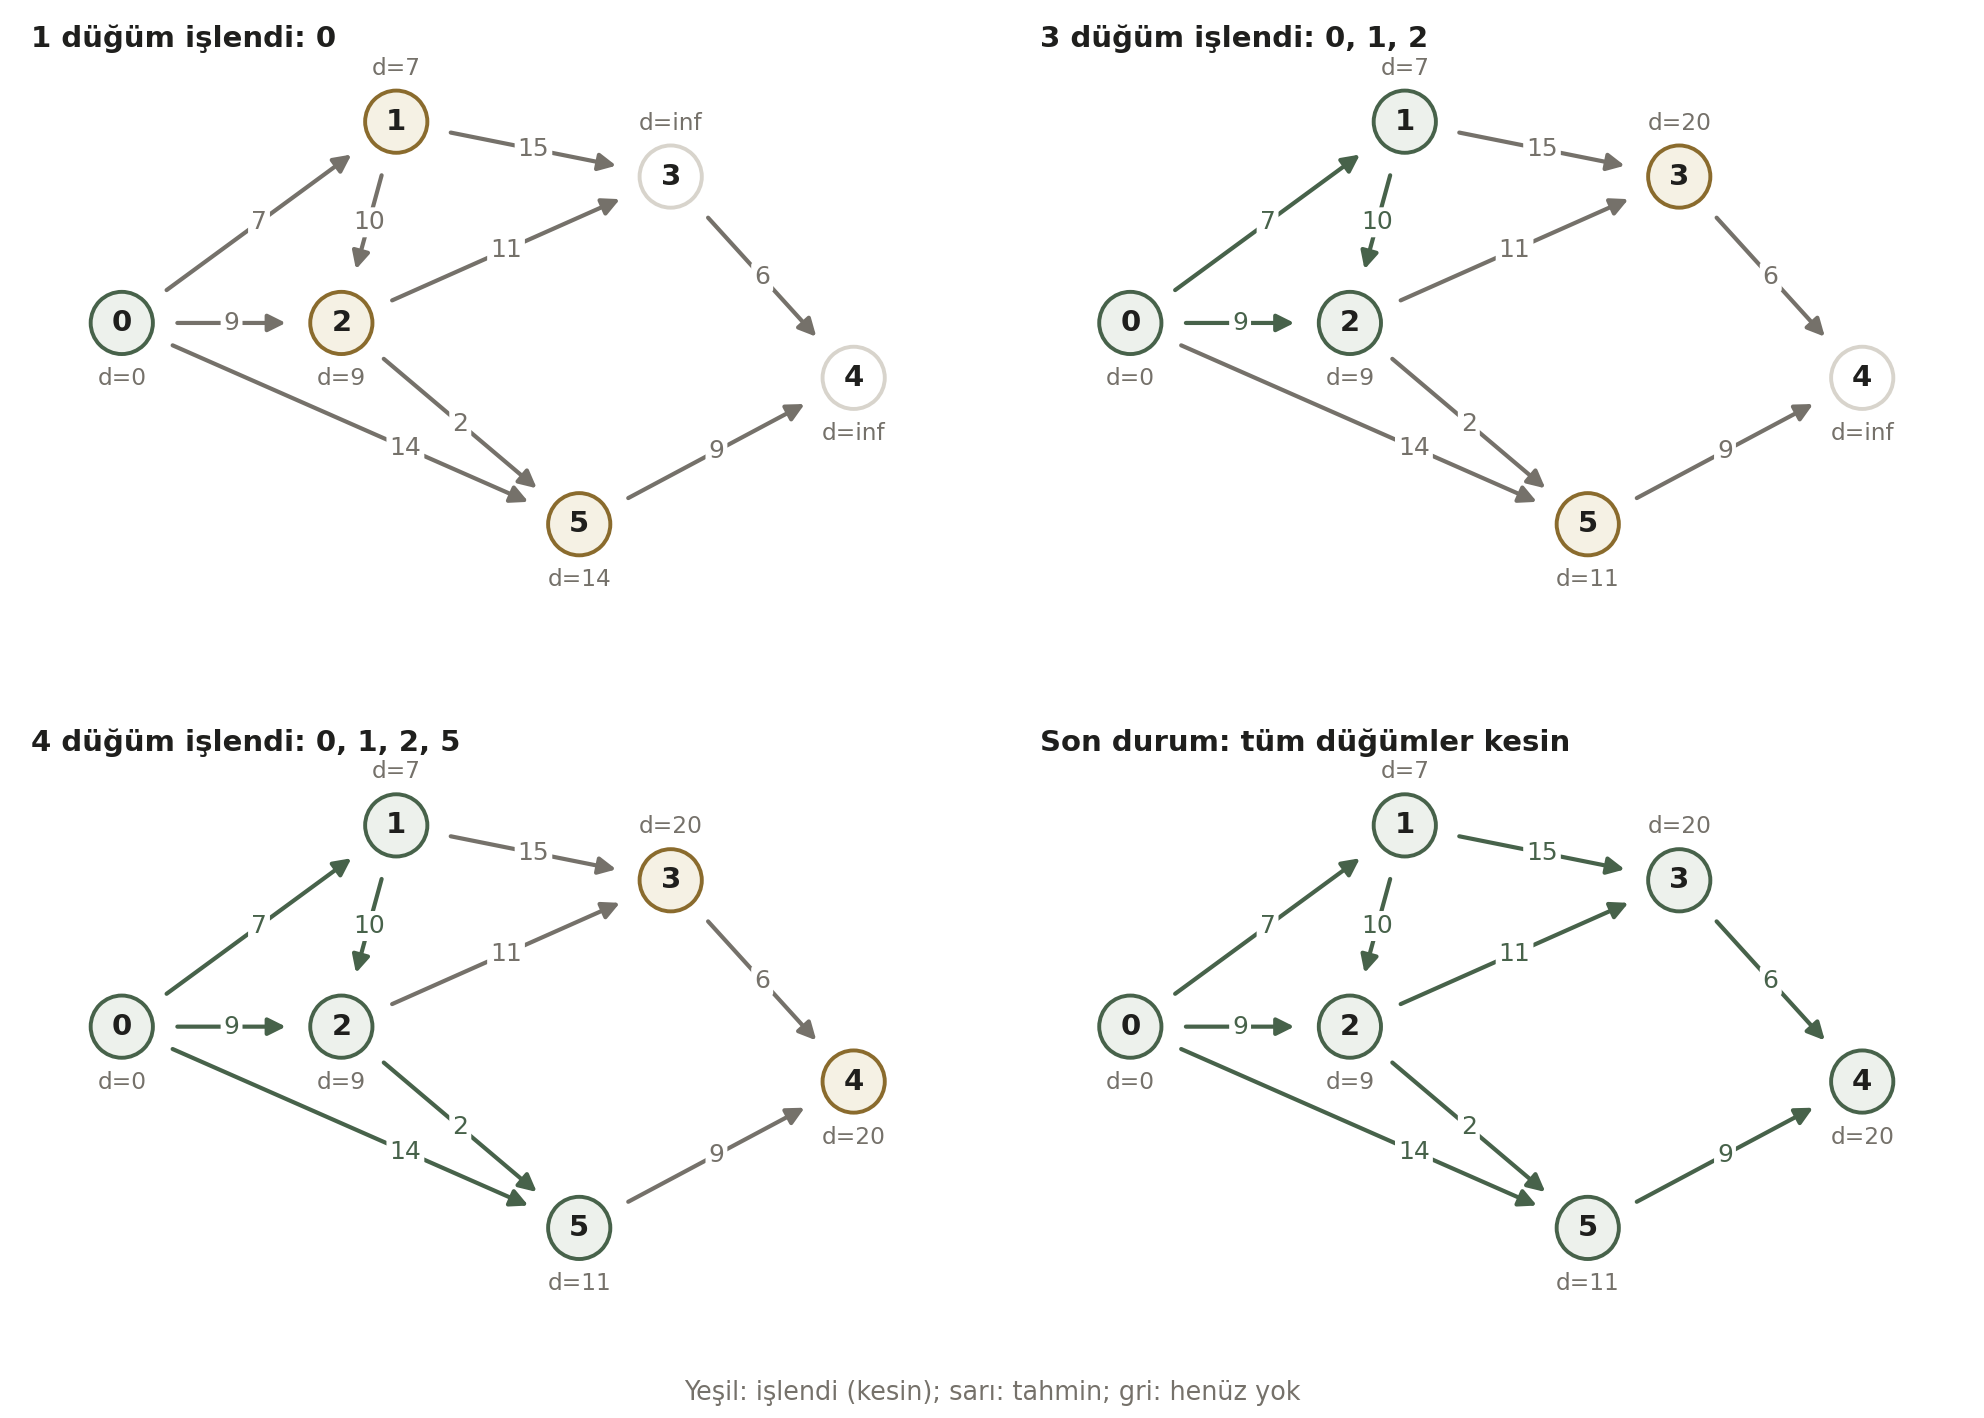 1 düğüm işlendi: 0
d=7
1
d=inf
15
3
10
7
11
6
0
9
2
4
d=0
d=9
2
d=inf
14
9
5
d=14
3 düğüm işlendi: 0, 1, 2
d=7
1
d=20
15
3
10
7
11
6
0
9
2
4
d=0
d=9
2
d=inf
14
9
5
d=11
4 düğüm işlendi: 0, 1, 2, 5
d=7
1
d=20
15
3
10
7
11
6
0
9
2
4
d=0
d=9
2
d=20
14
9
5
d=11
Son durum: tüm düğümler kesin
d=7
1
d=20
15
3
10
7
11
6
0
9
2
4
d=0
d=9
2
d=20
14
9
5
d=11
Yeşil: işlendi (kesin); sarı: tahmin; gri: henüz yok